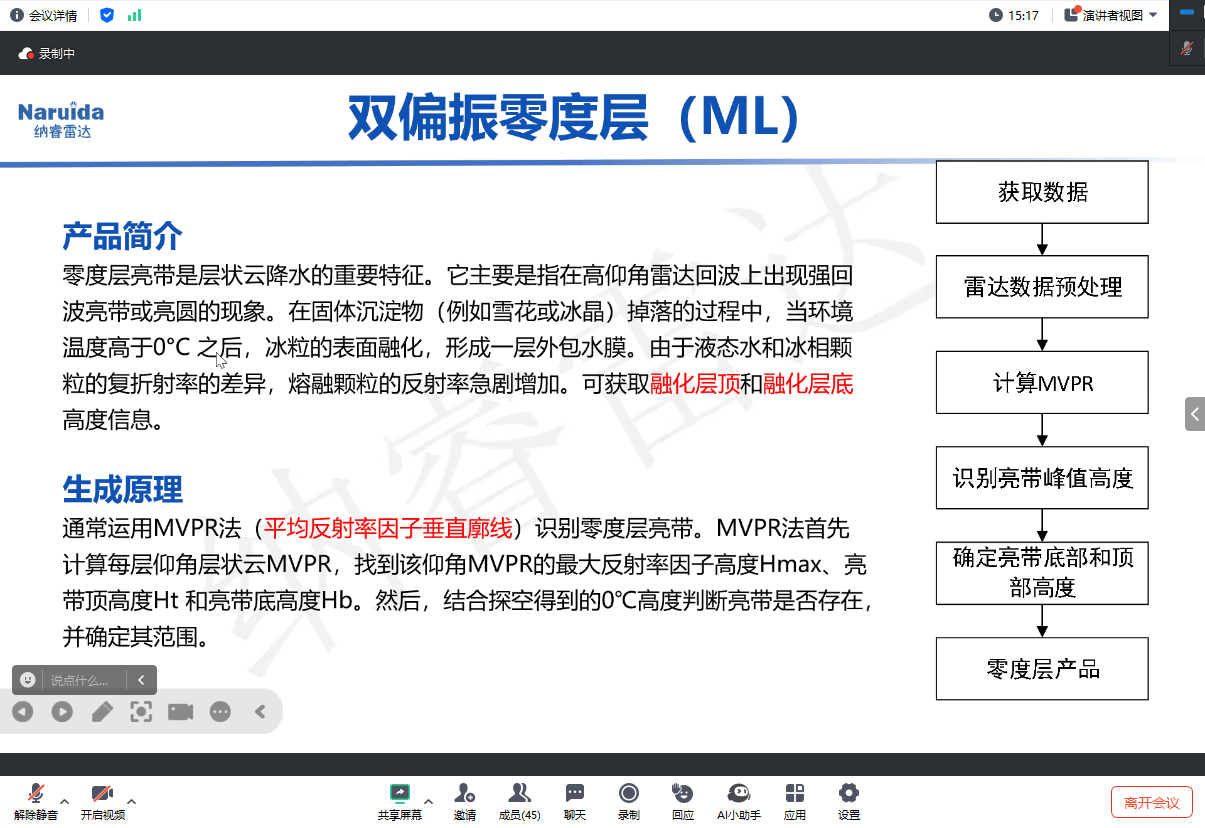 会议详情
15:17
演讲者视图
录制中
Naruida
纳睿雷达
双偏振零度层（ML）
产品简介
零度层亮带是层状云降水的重要特征。它主要是指在高仰角雷达回波上出现强回
波亮带或亮圆的现象。在固体沉淀物（例如雪花或冰晶）掉落的过程中，当环境
温度高于0°C 之后，冰粒的表面融化，形成一层外包水膜。由于液态水和冰相颗
粒的复折射率的差异，熔融颗粒的反射率急剧增加。可获取融化层顶和融化层底
高度信息。
生成原理
通常运用MVPR法（平均反射率因子垂直廓线）识别零度层亮带。MVPR法首先
计算每层仰角层状云MVPR，找到该仰角MVPR的最大反射率因子高度Hmax、亮
带顶高度Ht 和亮带底高度Hb。然后，结合探空得到的0℃高度判断亮带是否存在，
并确定其范围。
获取数据
雷达数据预处理
计算MVPR
识别亮带峰值高度
确定亮带底部和顶
部高度
零度层产品
纳睿雷达
说点什么...
解除静音
开启视频
共享屏幕
邀请
成员(45)
聊天
录制
回应
AI小助手
应用
设置
离开会议